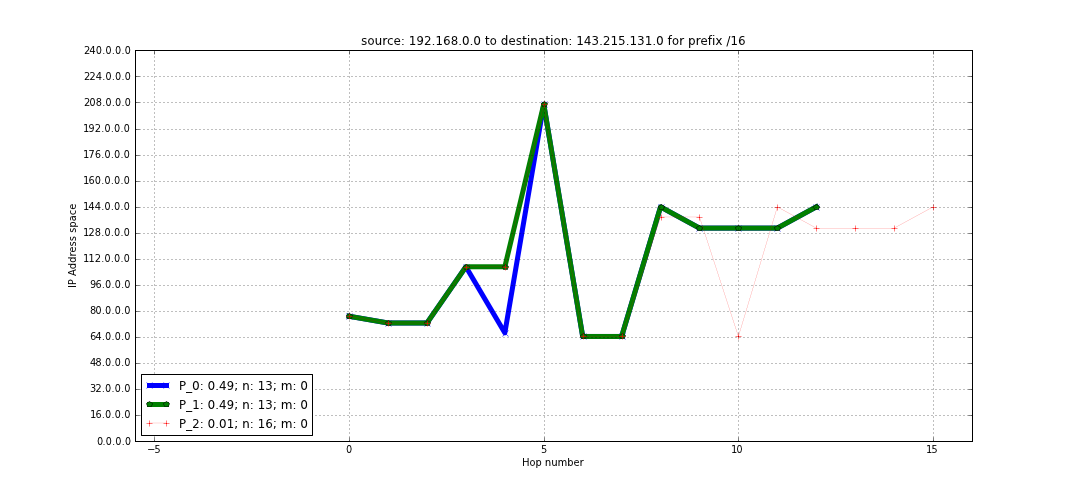 source: 192.168.0.0 to destination: 143.215.131.0 for prefix /16
240.0.0.0
224.0.0.0
208.0.0.0
192.0.0.0
176.0.0.0
160.0.0.0
144.0.0.0
128.0.0.0
112.0.0.0
96.0.0.0
80.0.0.0
64.0.0.0
48.0.0.0
32.0.0.0
16.0.0.0
0.0.0.0
IP Address space
P_0: 0.49; n: 13; m: 0
P_1: 0.49; n: 13; m: 0
P_2: 0.01; n: 16; m: 0
−5 0 5 10 15
Hop number